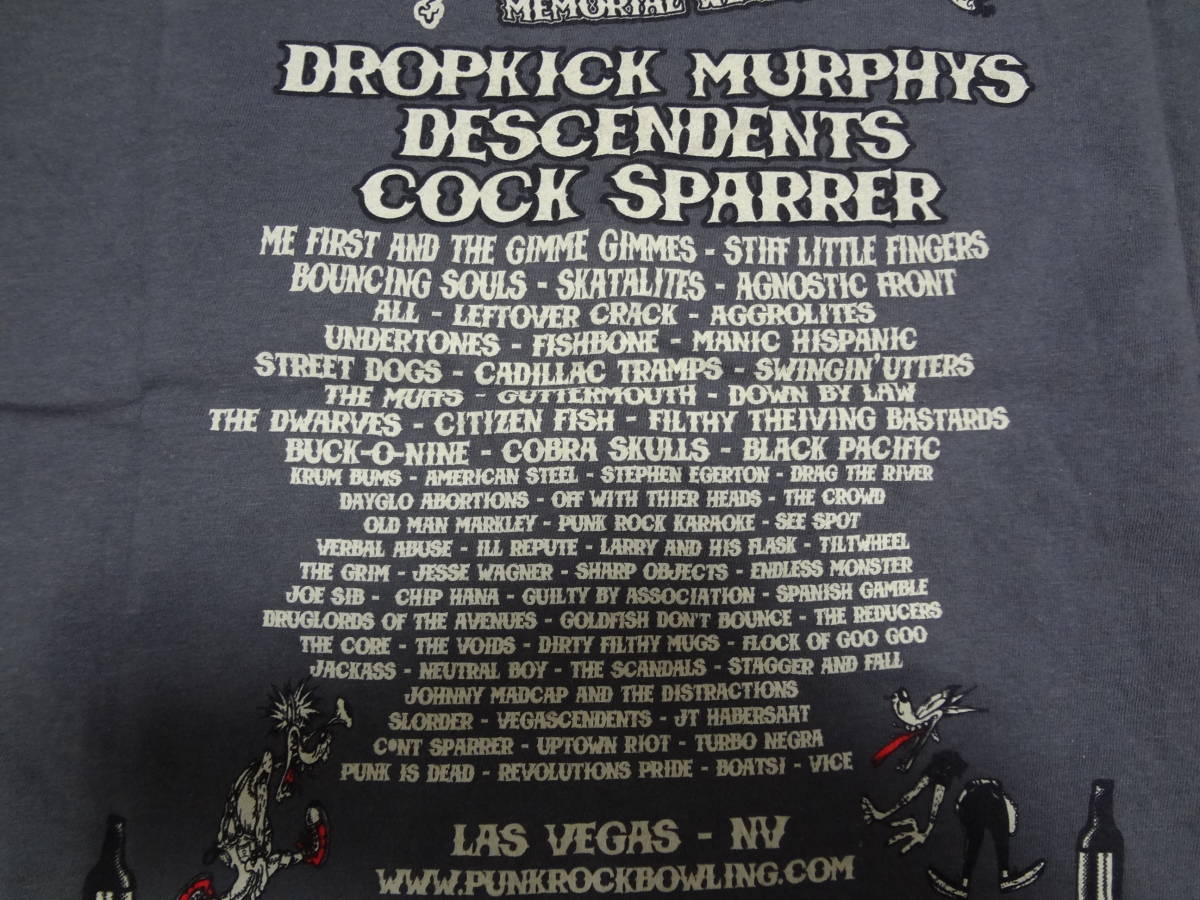 MEMORIAL
DROPKICK MURPHYS
DESCENDENTS
COCK SPARRER
ME FIRST AND THE GIMME GIMMES - STIFF LITTLE FINGERS
BOUNCING SOULS - SKATALITES - AGNOSTIC FRONT
ALL - LEFTOVER CRACK - AGGROLITES
UNDERTONES - FISHBONE - MANIC HISPANIC
STREET DOGS - CADILLAC TRAMPS - SWINGIN' UTTERS
THE MUFFS - GUTTERMOUTH - DOWN BY LAW
THE DWARVES - CITIZEN FISH - FILTHY THEIVING BASTARDS
BUCK-O-NINE - COBRA SKULLS - BLACK PACIFIC
KRUM BUMS - AMERICAN STEEL - STEPHEN EGERTON - DRAG THE RIVER
DAYGLO ABORTIONS - OFF WITH THIER HEADS - THE CROWD
OLD MAN MARKLEY - PUNK ROCK KARAOKE - SEE SPOT
VERBAL ABUSE - ILL REPUTE - LARRY AND HIS FLASK - TILTWHEEL
THE GRIM - JESSE WAGNER - SHARP OBJECTS - ENDLESS MONSTER
JOE SIB - CHIP HANA - GUILTY BY ASSOCIATION - SPANISH GAMBLE
DRUGLORDS OF THE AVENUES - GOLDFISH DON'T BOUNCE - THE REDUCERS
THE CORE - THE VOIDS - DIRTY FILTHY MUGS - FLOCK OF GOO GOO
JACKASS - NEUTRAL BOY - THE SCANDALS - STAGGER AND FALL
JOHNNY MADCAP AND THE DISTRACTIONS
SLORDER - VEGASCENDENTS - JT HABERSAAT
C*NT SPARRER - UPTOWN RIOT - TURBO NEGRA
PUNK IS DEAD - REVOLUTIONS PRIDE - BOATS! - VICE
LAS VEGAS - NV
WWW.PUNKROCKBOWLING.COM